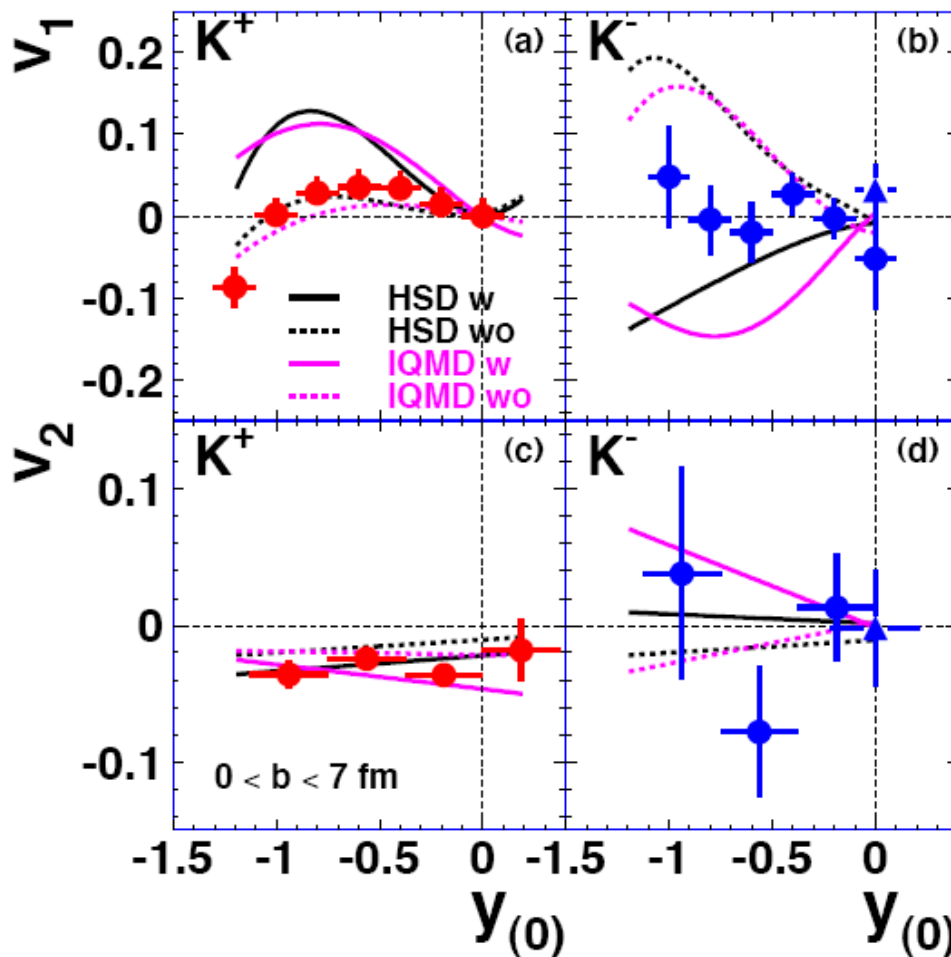 v₁
K⁺ (a)
K⁻ (b)
0.2
0.1
0
-0.1
-0.2
HSD w
HSD wo
IQMD w
IQMD wo
v₂
K⁺ (c)
K⁻ (d)
0.1
0
-0.1
0 < b < 7 fm
-1.5 -1 -0.5 0 -1.5 -1 -0.5 0
y₍₀₎ y₍₀₎